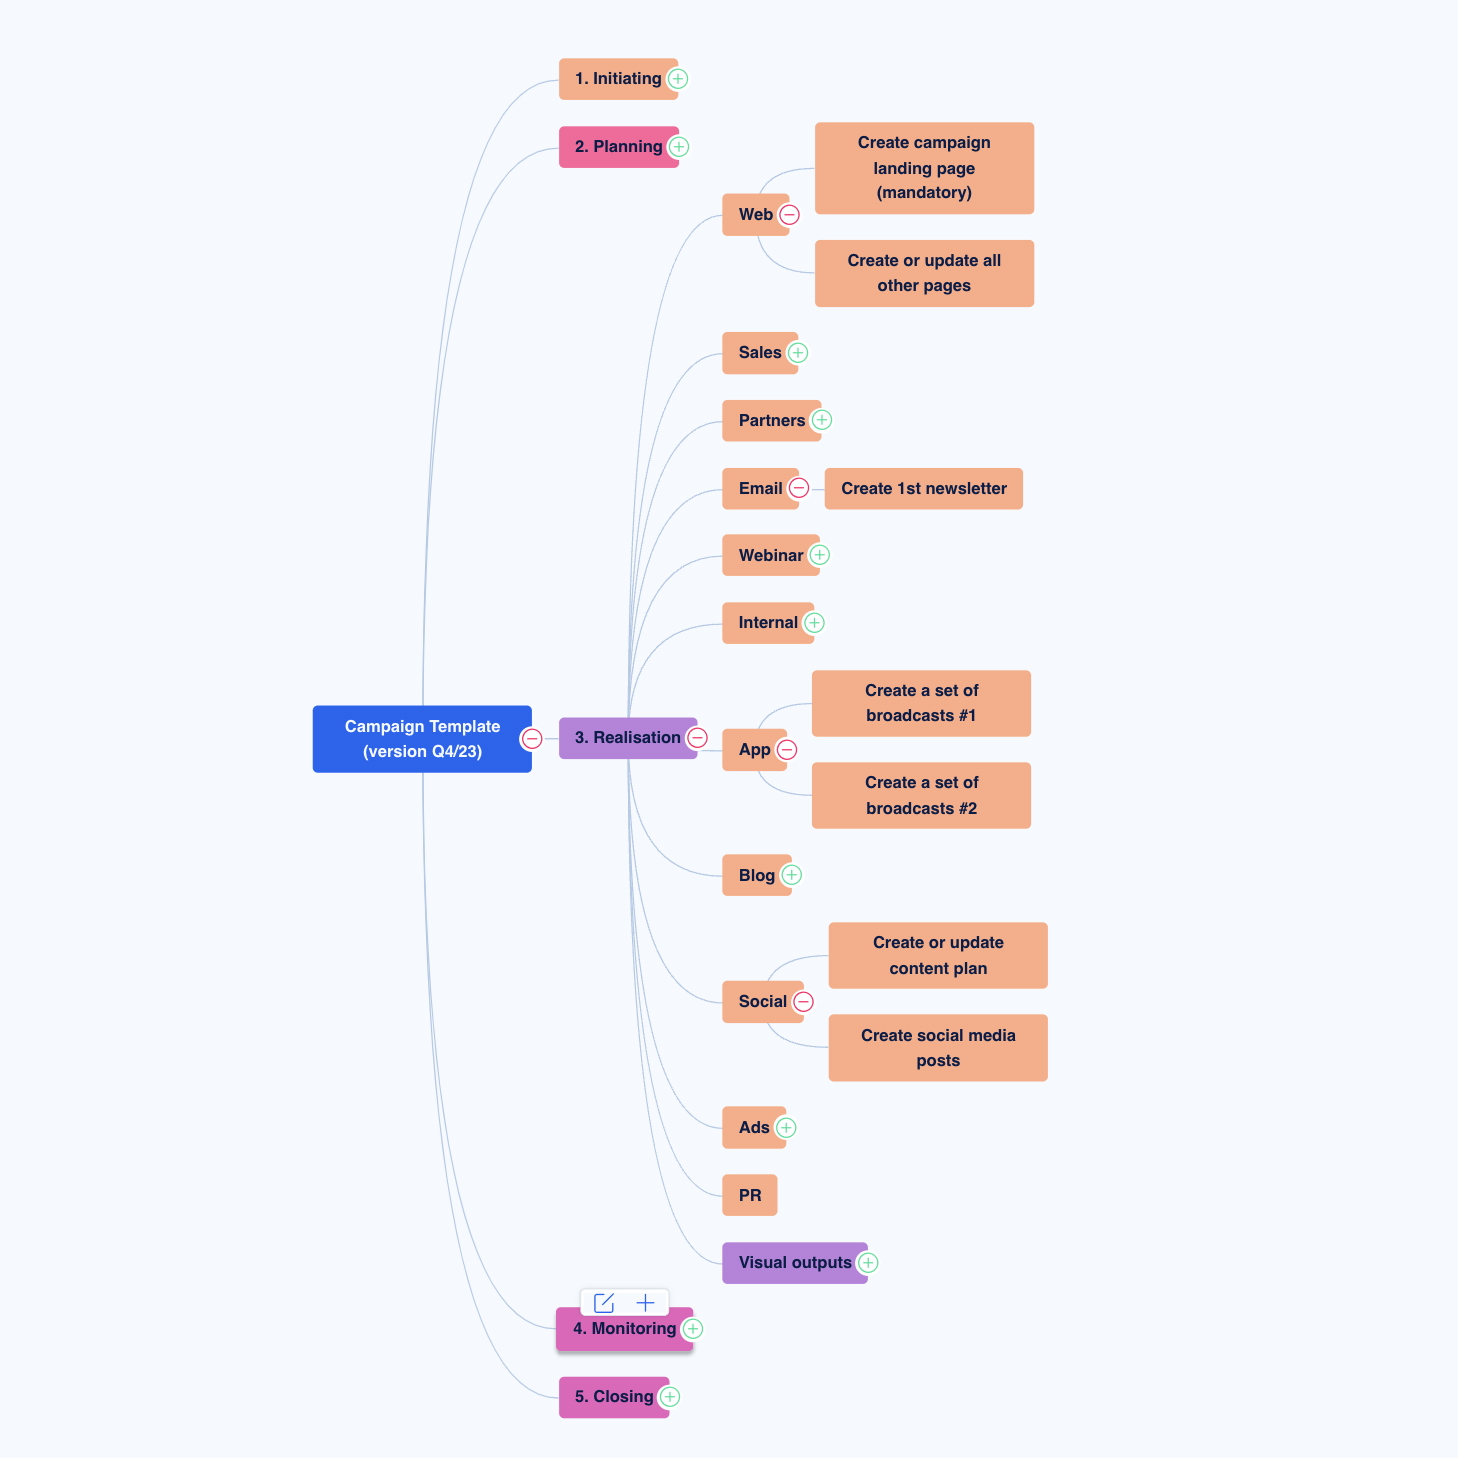 1. Initiating
2. Planning
Create campaign
landing page
(mandatory)
Web
Create or update all
other pages
Sales
Partners
Email
Create 1st newsletter
Webinar
Internal
Create a set of
broadcasts #1
Campaign Template
(version Q4/23)
3. Realisation
App
Create a set of
broadcasts #2
Blog
Create or update
content plan
Social
Create social media
posts
Ads
PR
Visual outputs
4. Monitoring
5. Closing